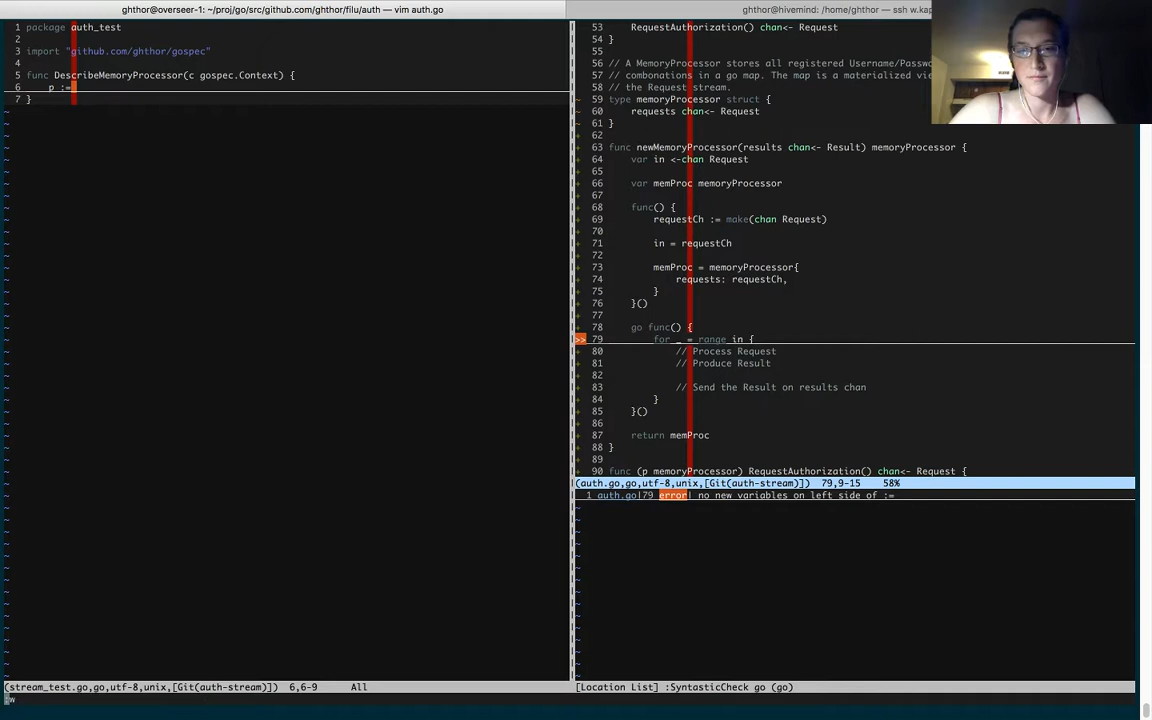 ghthor@overseer-1: ~/proj/go/src/github.com/ghthor/filu/auth — vim auth.go
ghthor@hivemind: /home/ghthor — ssh w.kap
1 package auth_test
2
3 import "github.com/ghthor/gospec"
4
5 func DescribeMemoryProcessor(c gospec.Context) {
6 p :=
7 }
(stream_test.go,go,utf-8,unix,[Git(auth-stream)]) 6,6-9 All
:w
53 RequestAuthorization() chan<- Request
54 }
55
56 // A MemoryProcessor stores all registered Username/Passwo
57 // combonations in a go map. The map is a materialized vie
58 // the Request stream.
~ 59 type memoryProcessor struct {
~ 60 requests chan<- Request
~ 61 }
+ 62
+ 63 func newMemoryProcessor(results chan<- Result) memoryProcessor {
+ 64 var in <-chan Request
+ 65
+ 66 var memProc memoryProcessor
+ 67
+ 68 func() {
+ 69 requestCh := make(chan Request)
+ 70
+ 71 in = requestCh
+ 72
+ 73 memProc = memoryProcessor{
+ 74 requests: requestCh,
+ 75 }
+ 76 }()
+ 77
+ 78 go func() {
>> 79 for _ = range in {
+ 80 // Process Request
+ 81 // Produce Result
+ 82
+ 83 // Send the Result on results chan
+ 84 }
+ 85 }()
+ 86
+ 87 return memProc
+ 88 }
+ 89
+ 90 func (p memoryProcessor) RequestAuthorization() chan<- Request {
(auth.go,go,utf-8,unix,[Git(auth-stream)]) 79,9-15 58%
1 auth.go|79 error| no new variables on left side of :=
[Location List] :SyntasticCheck go (go)